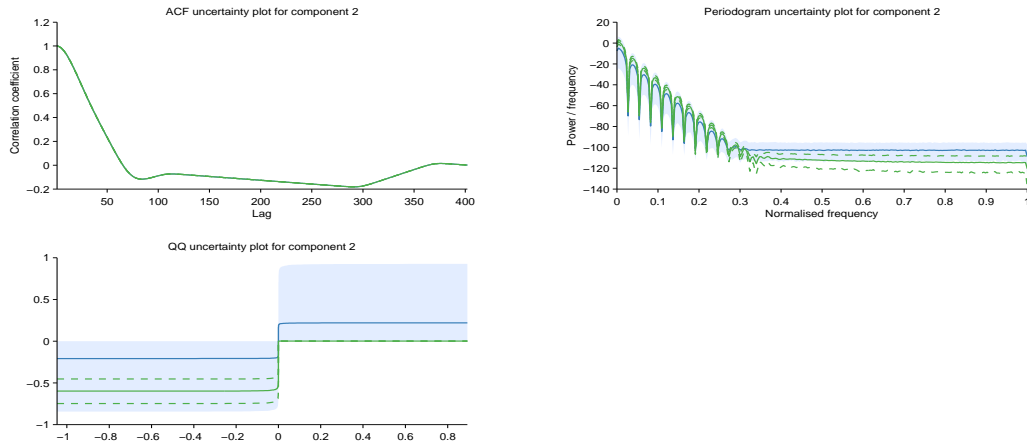 ACF uncertainty plot for component 2
Correlation coefficient
1.2
1
0.8
0.6
0.4
0.2
0
−0.2
50 100 150 200 250 300 350 400
Lag
Periodogram uncertainty plot for component 2
Power / frequency
20
0
−20
−40
−60
−80
−100
−120
−140
0 0.1 0.2 0.3 0.4 0.5 0.6 0.7 0.8 0.9 1
Normalised frequency
QQ uncertainty plot for component 2
1
0.5
0
−0.5
−1
−1 −0.8 −0.6 −0.4 −0.2 0 0.2 0.4 0.6 0.8